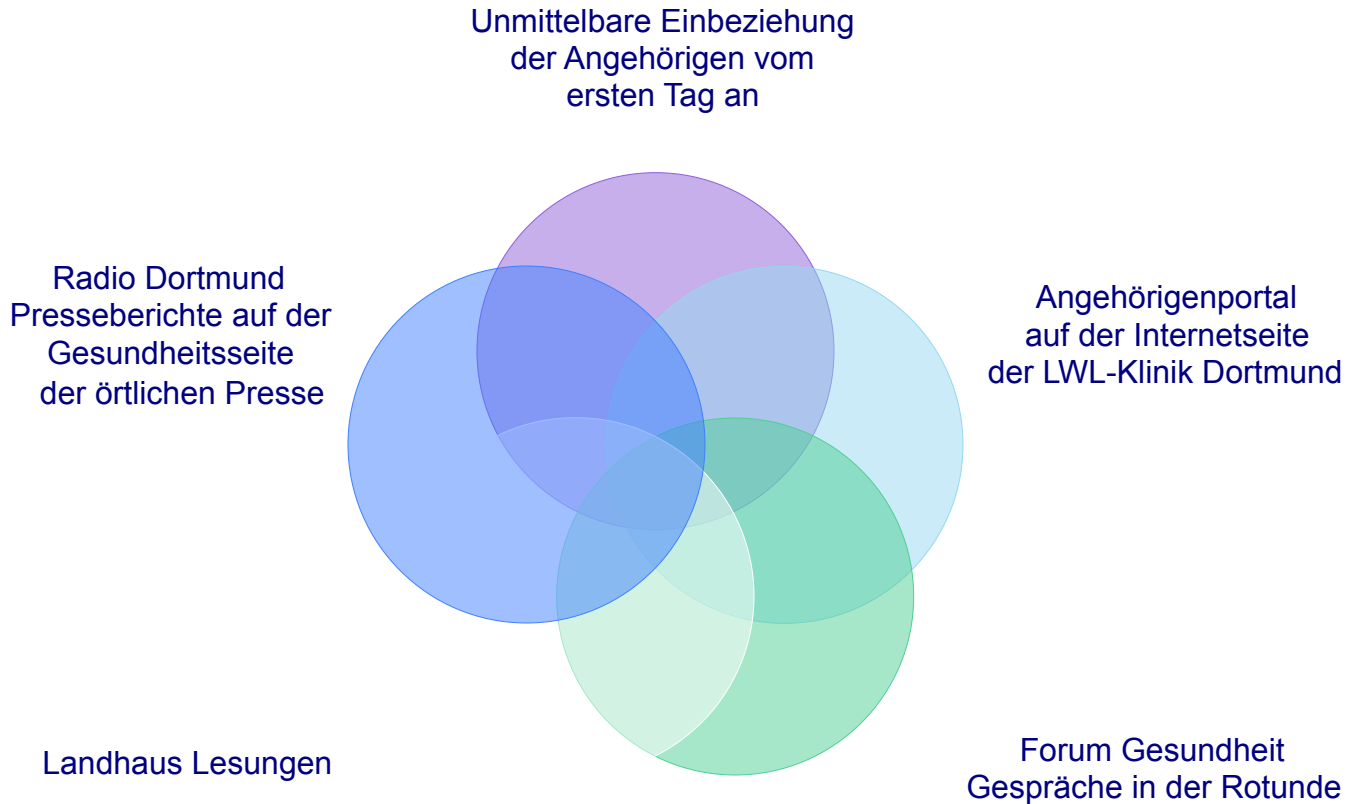 Unmittelbare Einbeziehung
der Angehörigen vom
ersten Tag an
Radio Dortmund
Presseberichte auf der
Gesundheitsseite
der örtlichen Presse
Angehörigenportal
auf der Internetseite
der LWL-Klinik Dortmund
Landhaus Lesungen
Forum Gesundheit
Gespräche in der Rotunde